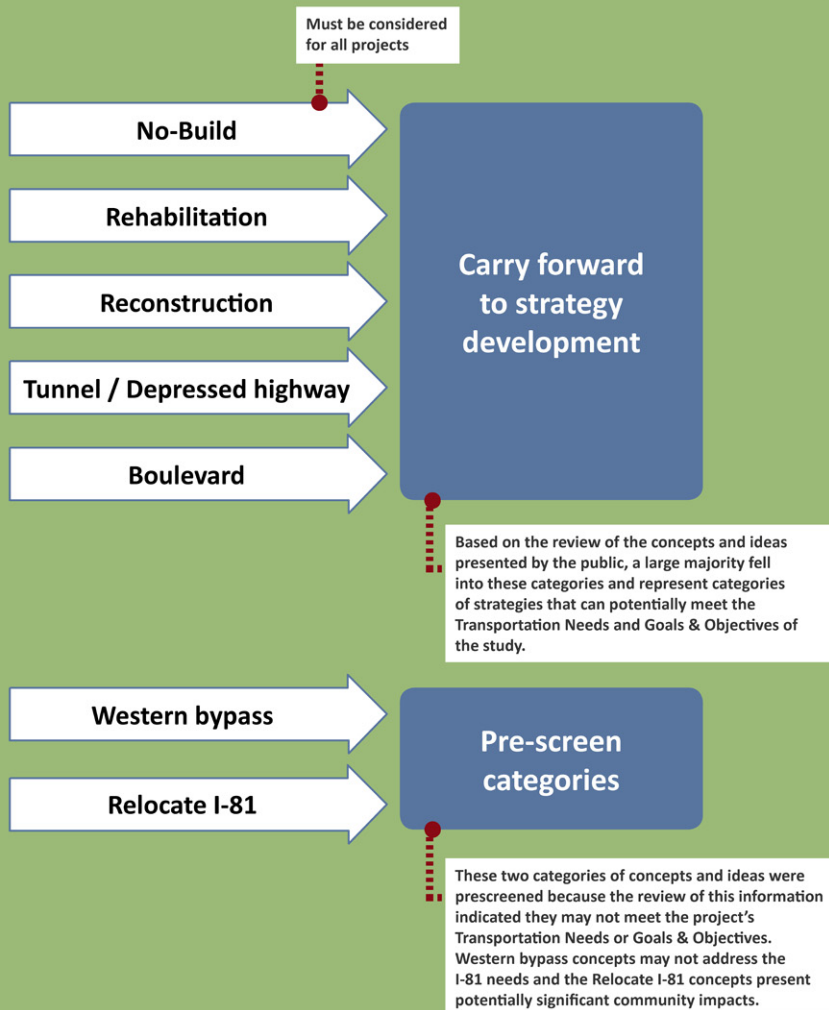 Must be considered
for all projects
No-Build
Rehabilitation
Reconstruction
Tunnel / Depressed highway
Boulevard
Carry forward
to strategy
development
Based on the review of the concepts and ideas
presented by the public, a large majority fell
into these categories and represent categories
of strategies that can potentially meet the
Transportation Needs and Goals & Objectives of
the study.
Western bypass
Relocate I-81
Pre-screen
categories
These two categories of concepts and ideas were
prescreened because the review of this information
indicated they may not meet the project's
Transportation Needs or Goals & Objectives.
Western bypass concepts may not address the
I-81 needs and the Relocate I-81 concepts present
potentially significant community impacts.